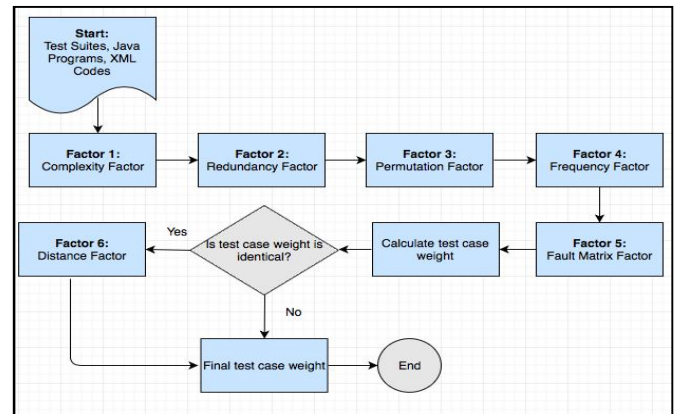 Start:
Test Suites, Java
Programs, XML
Codes
Factor 1:
Complexity Factor
Factor 2:
Redundancy Factor
Factor 3:
Permutation Factor
Factor 4:
Frequency Factor
Factor 5:
Fault Matrix Factor
Calculate test case
weight
Is test case weight is
identical?
Yes
Factor 6:
Distance Factor
No
Final test case weight
End